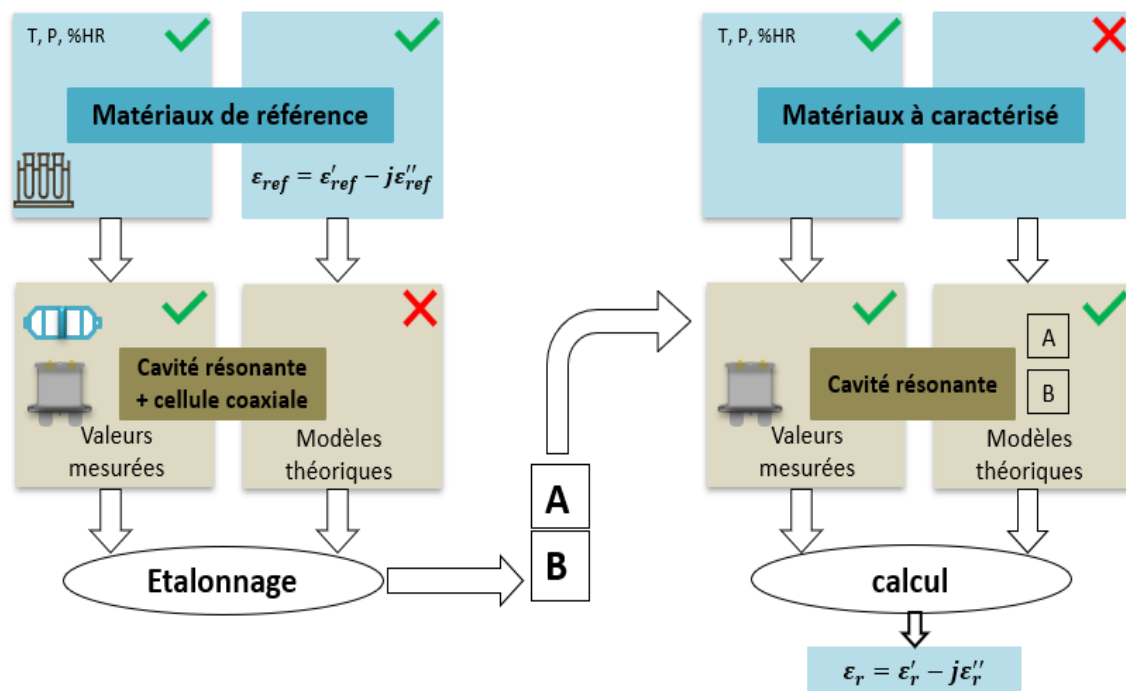 T, P, %HR
Matériaux de référence
ε_ref = ε′_ref − jε″_ref
Cavité résonante
+ cellule coaxiale
Valeurs
mesurées
Modèles
théoriques
Etalonnage
A
B
T, P, %HR
Matériaux à caractérisé
A
B
Cavité résonante
Valeurs
mesurées
Modèles
théoriques
calcul
ε_r = ε′_r − jε″_r